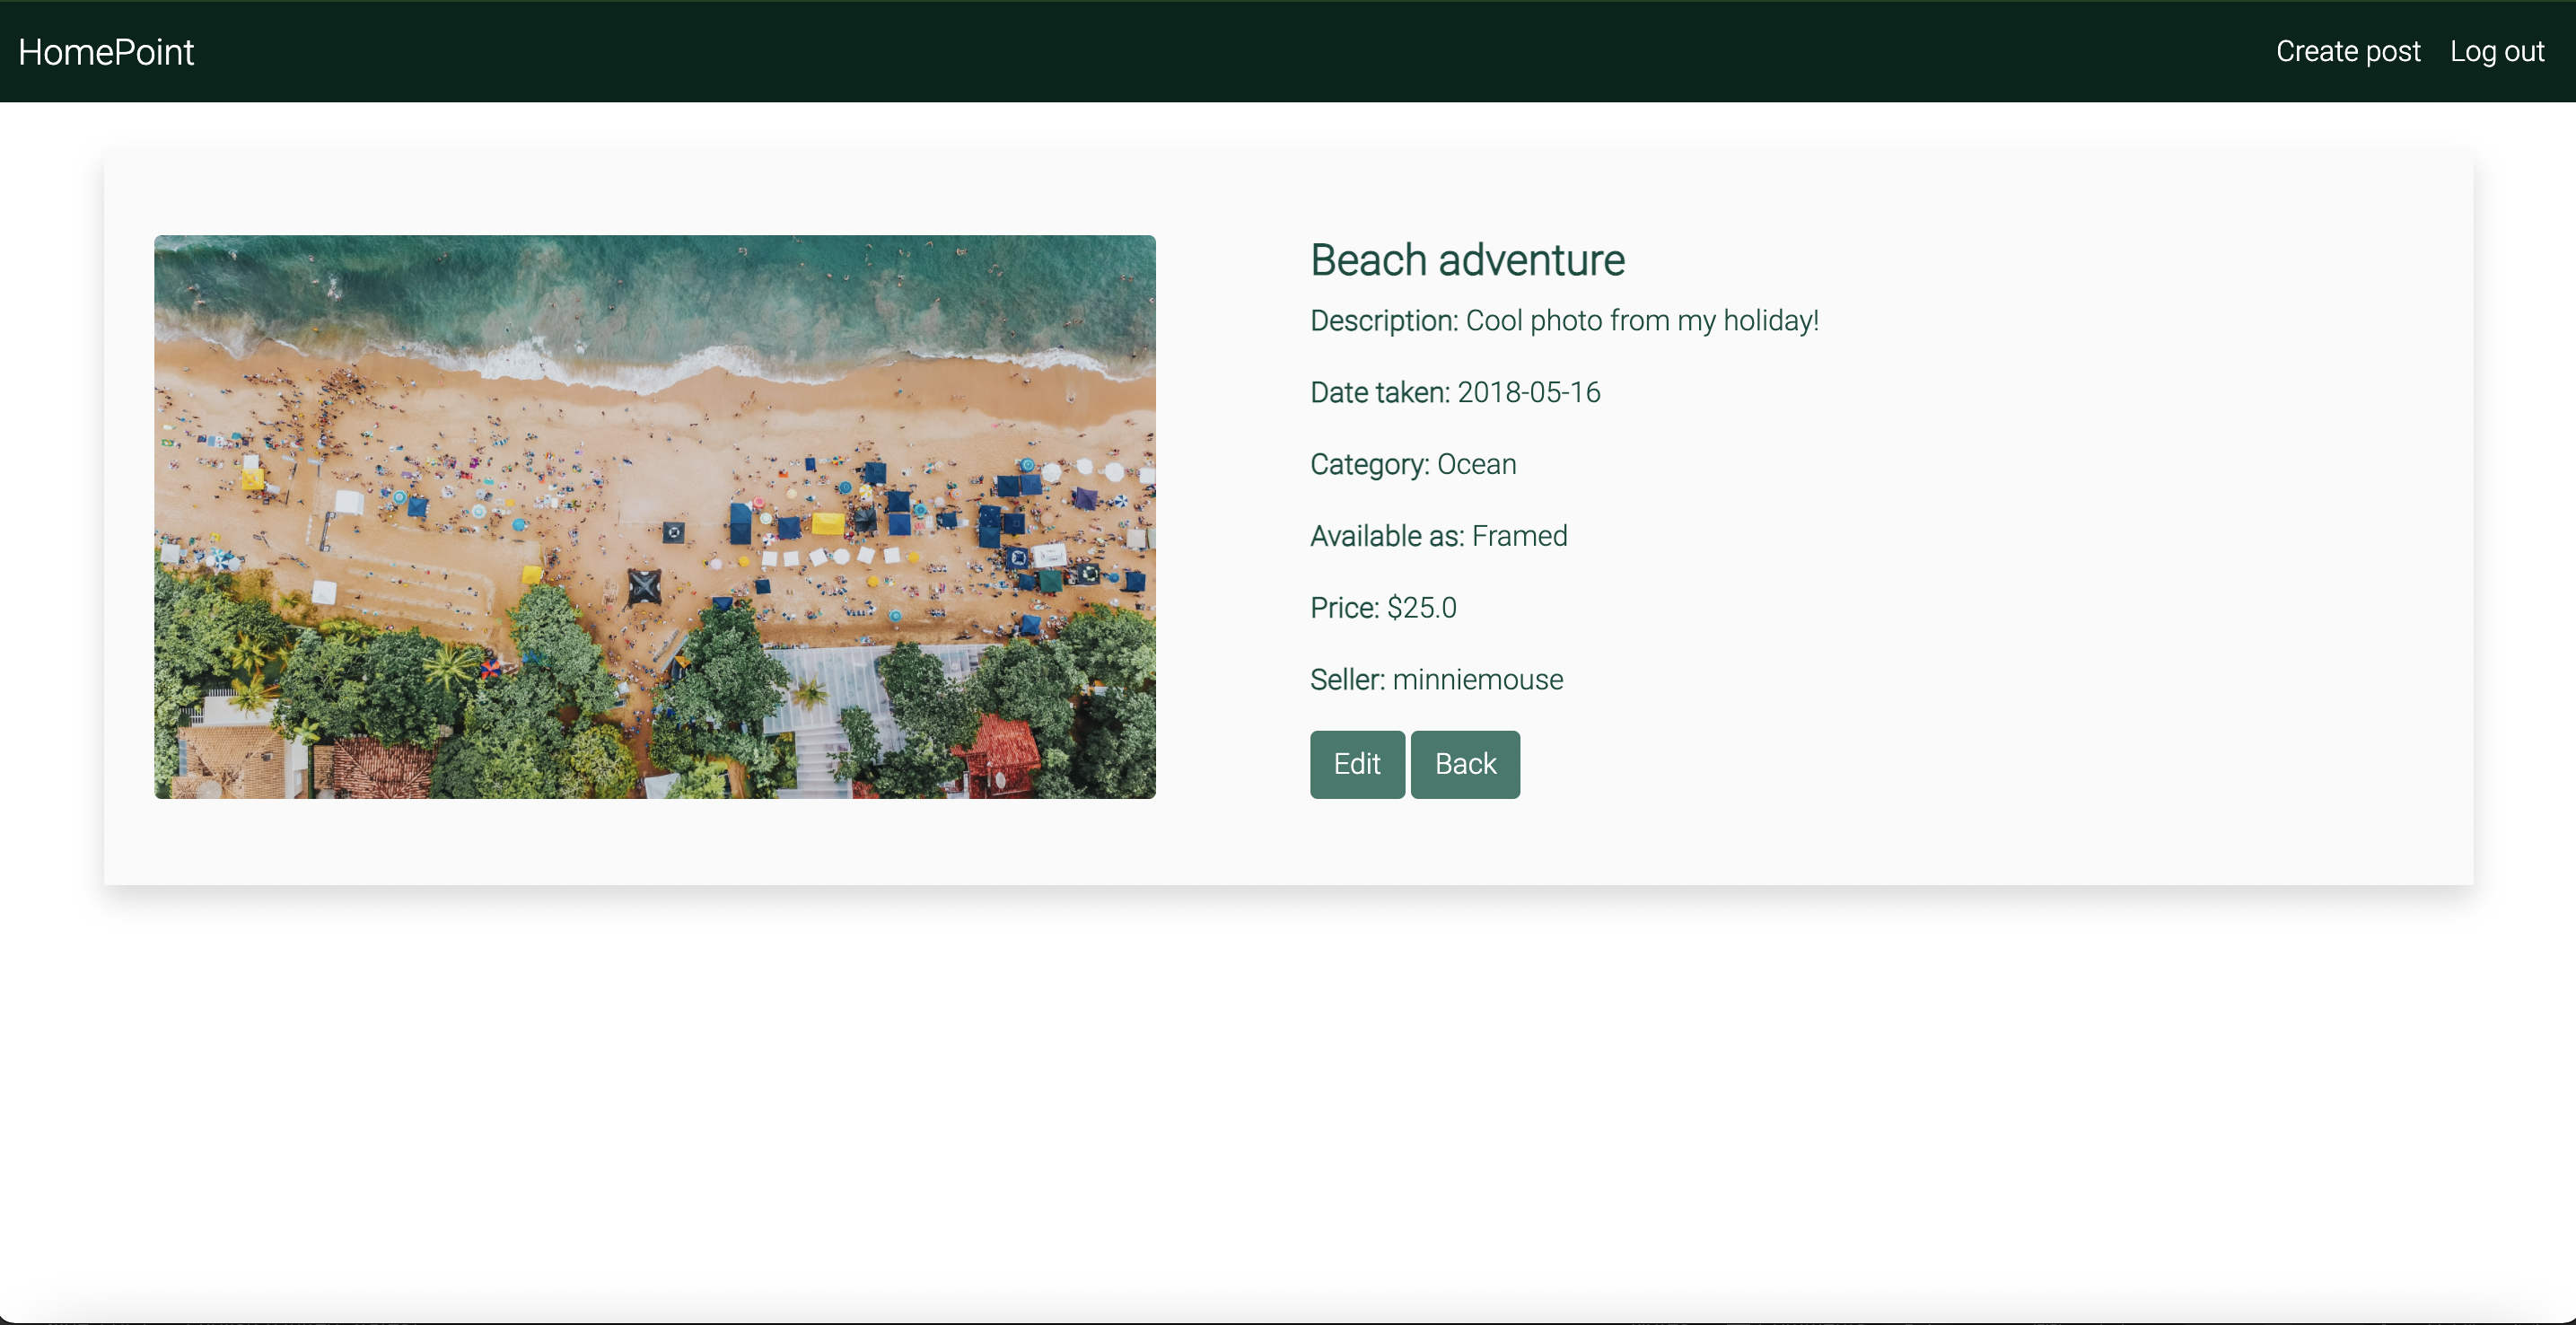 HomePoint
Create post
Log out
Beach adventure
Description: Cool photo from my holiday!
Date taken: 2018-05-16
Category: Ocean
Available as: Framed
Price: $25.0
Seller: minniemouse
Edit
Back